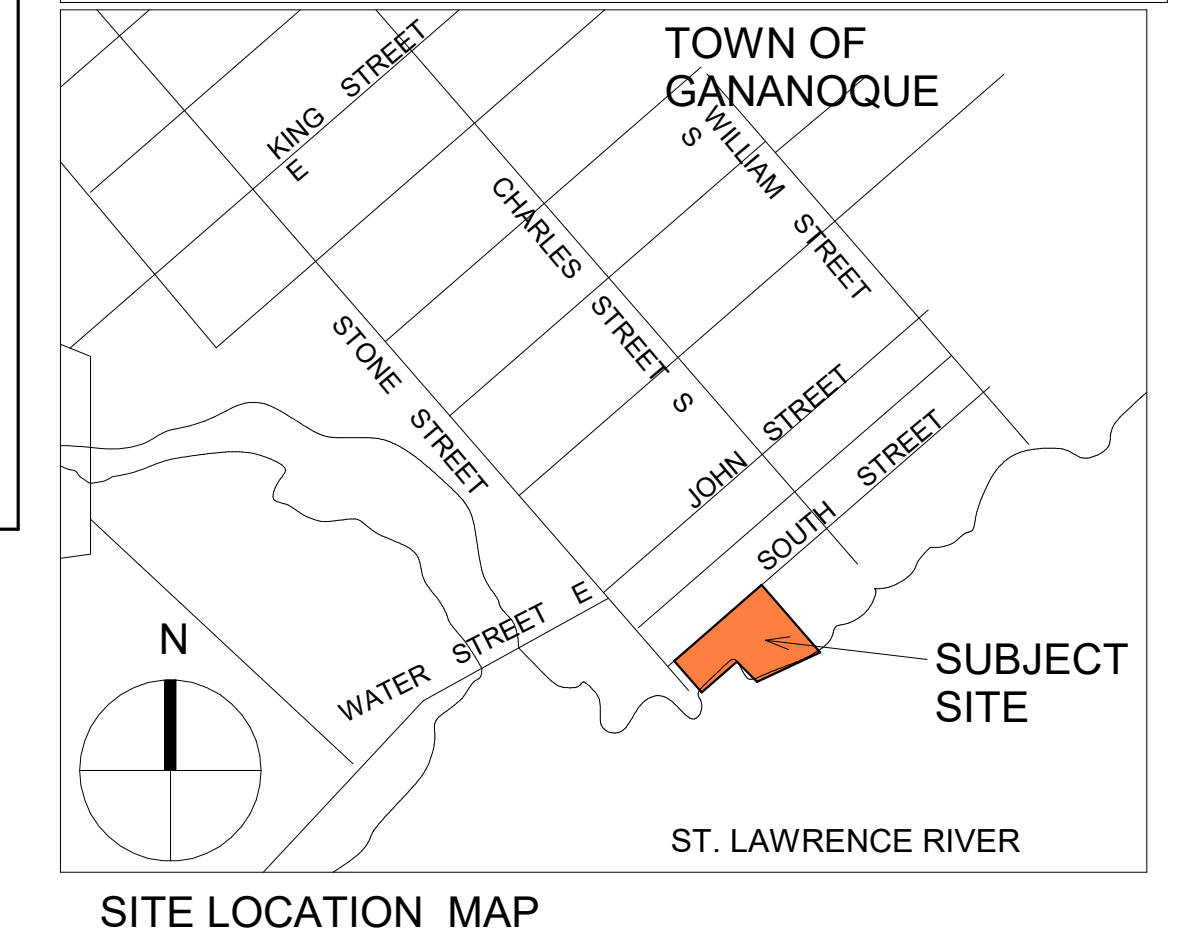 TOWN OF
GANANOQUE
KING STREET
E
WILLIAM STREET
S
CHARLES STREET S
STONE STREET
JOHN STREET
SOUTH STREET
WATER STREET E
N
SUBJECT
SITE
ST. LAWRENCE RIVER
SITE LOCATION MAP